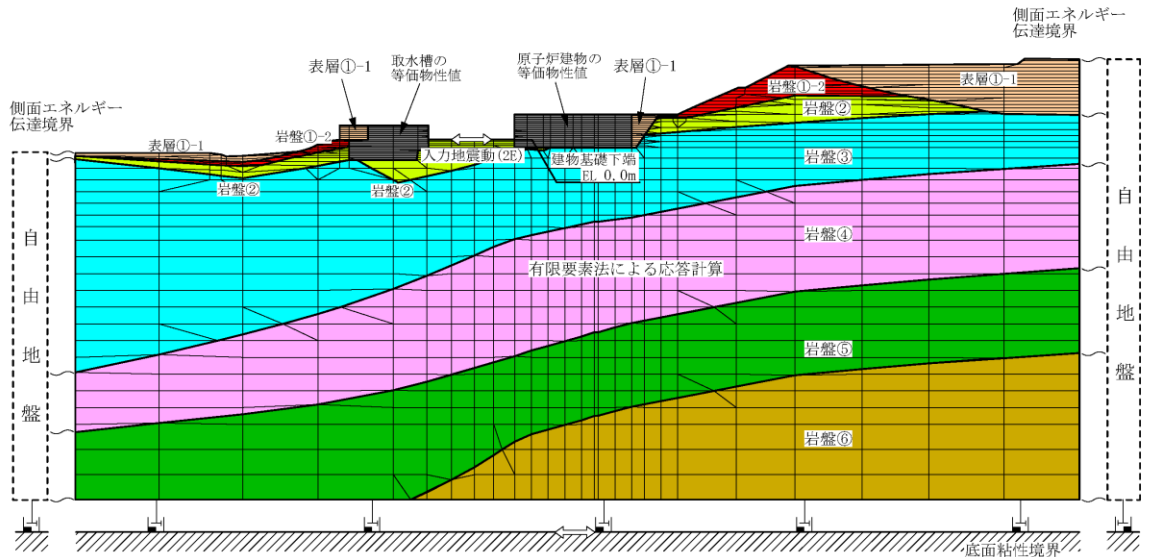 側面エネルギー
伝達境界
取水槽の
等価物性値
原子炉建物の
等価物性値
表層①-1
表層①-1
側面エネルギー
伝達境界
表層①-1
岩盤①-2
岩盤②
表層①-1
岩盤①-2
入力地震動(2E)
建物基礎下端
EL 0.0m
岩盤③
岩盤②
岩盤②
岩盤④
有限要素法による応答計算
岩盤⑤
岩盤⑥
自由地盤
自由地盤
底面粘性境界